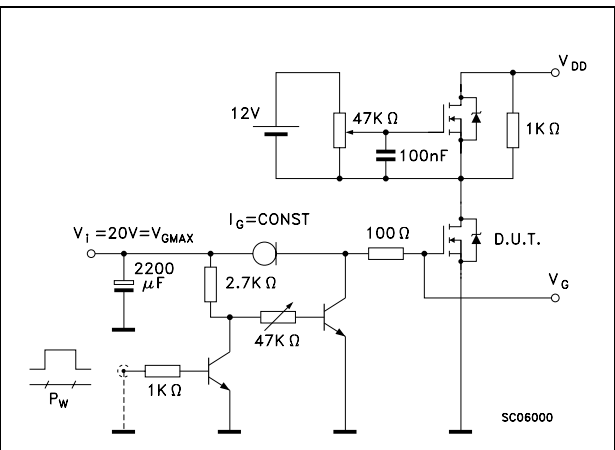 V DD
12V
47K Ω
1K Ω
100nF
I G =CONST
V i =20V=V GMAX
100 Ω
D.U.T.
2200 μF
2.7K Ω
V G
47K Ω
1K Ω
P W
SC06000